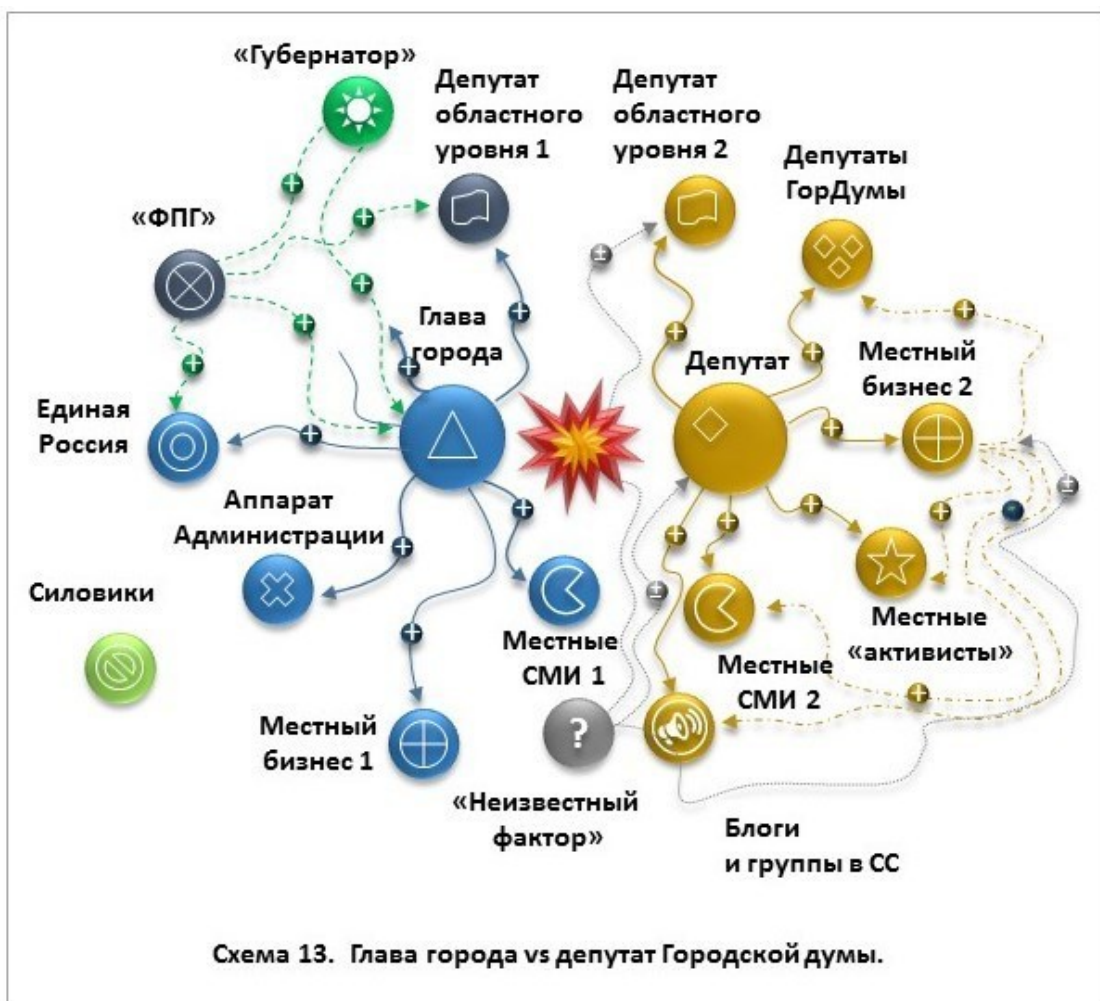 «Губернатор»
Депутат
областного
уровня 1
Депутат
областного
уровня 2
Депутаты
ГорДумы
«ФПГ»
Глава
города
Депутат
Местный
бизнес 2
Единая
Россия
Аппарат
Администрации
Силовики
Местные
СМИ 1
Местные
СМИ 2
Местные
«активисты»
Местный
бизнес 1
?
«Неизвестный
фактор»
Блоги
и группы в СС
Схема 13. Глава города vs депутат Городской думы.